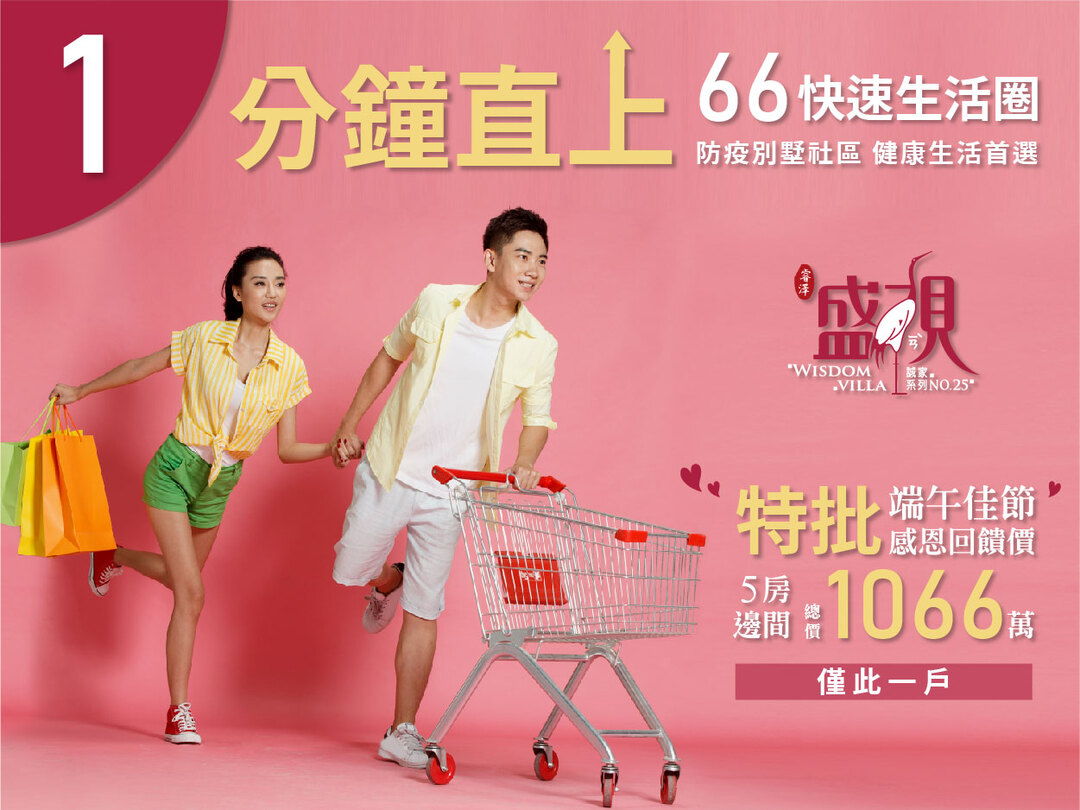 1
分鐘直上
66快速生活圈
防疫別墅社區 健康生活首選
睿澤
盛硯
"WISDOM
VILLA
誠家
系列NO.25"
特批
端午佳節
感恩回饋價
5房
邊間
總價
1066萬
僅此一戶